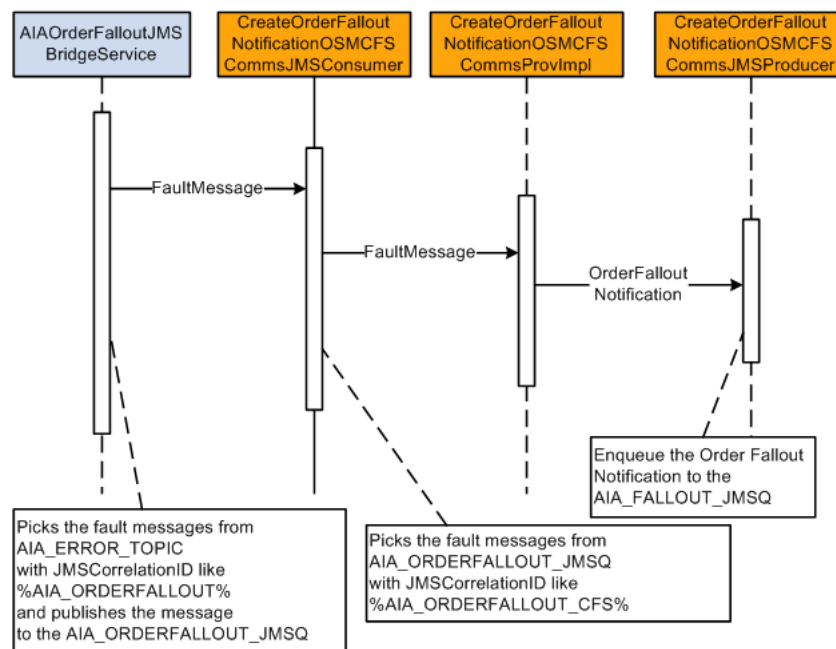 AIAOrderFalloutJMS
BridgeService
CreateOrderFallout
NotificationOSMCFS
CommsJMSConsumer
CreateOrderFallout
NotificationOSMCFS
CommsProvImpl
CreateOrderFallout
NotificationOSMCFS
CommsJMSProducer
FaultMessage
FaultMessage
OrderFallout
Notification
Enqueue the Order Fallout
Notification to the
AIA_FALLOUT_JMSQ
Picks the fault messages from
AIA_ERROR_TOPIC
with JMSCorrelationID like
%AIA_ORDERFALLOUT%
and publishes the message
to the AIA_ORDERFALLOUT_JMSQ
Picks the fault messages from
AIA_ORDERFALLOUT_JMSQ
with JMSCorrelationID like
%AIA_ORDERFALLOUT_CFS%